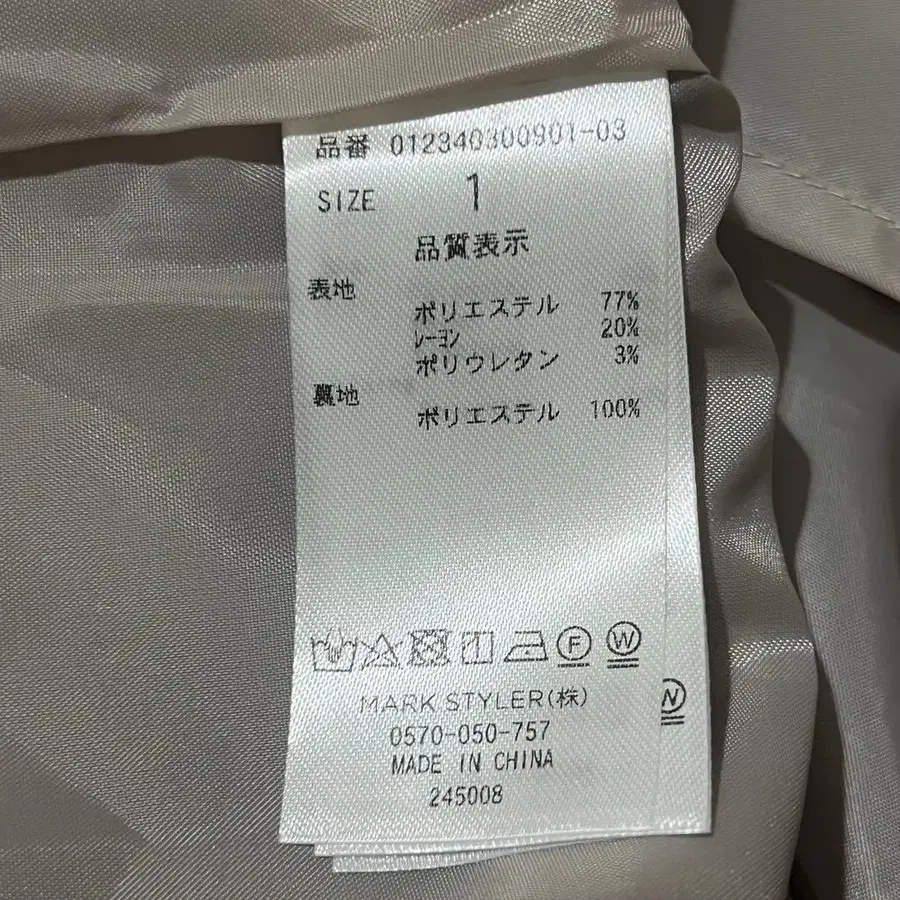 品番 012340300901-03
SIZE 1
品質表示
表地
ポリエステル 77%
レーヨン 20%
ポリウレタン 3%
裏地
ポリエステル 100%
F W
MARK STYLER(株)
N
0570-050-757
MADE IN CHINA
245008